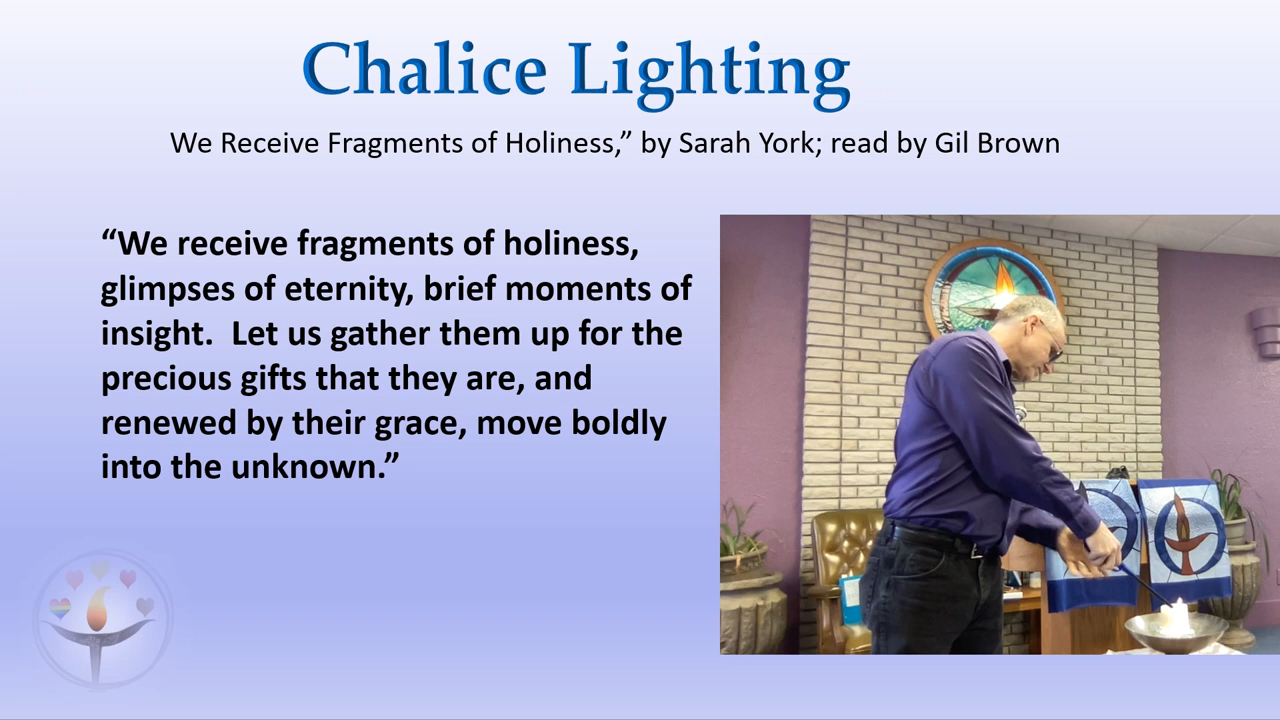 Chalice Lighting
We Receive Fragments of Holiness,” by Sarah York; read by Gil Brown
“We receive fragments of holiness,
glimpses of eternity, brief moments of
insight.  Let us gather them up for the
precious gifts that they are, and
renewed by their grace, move boldly
into the unknown.”